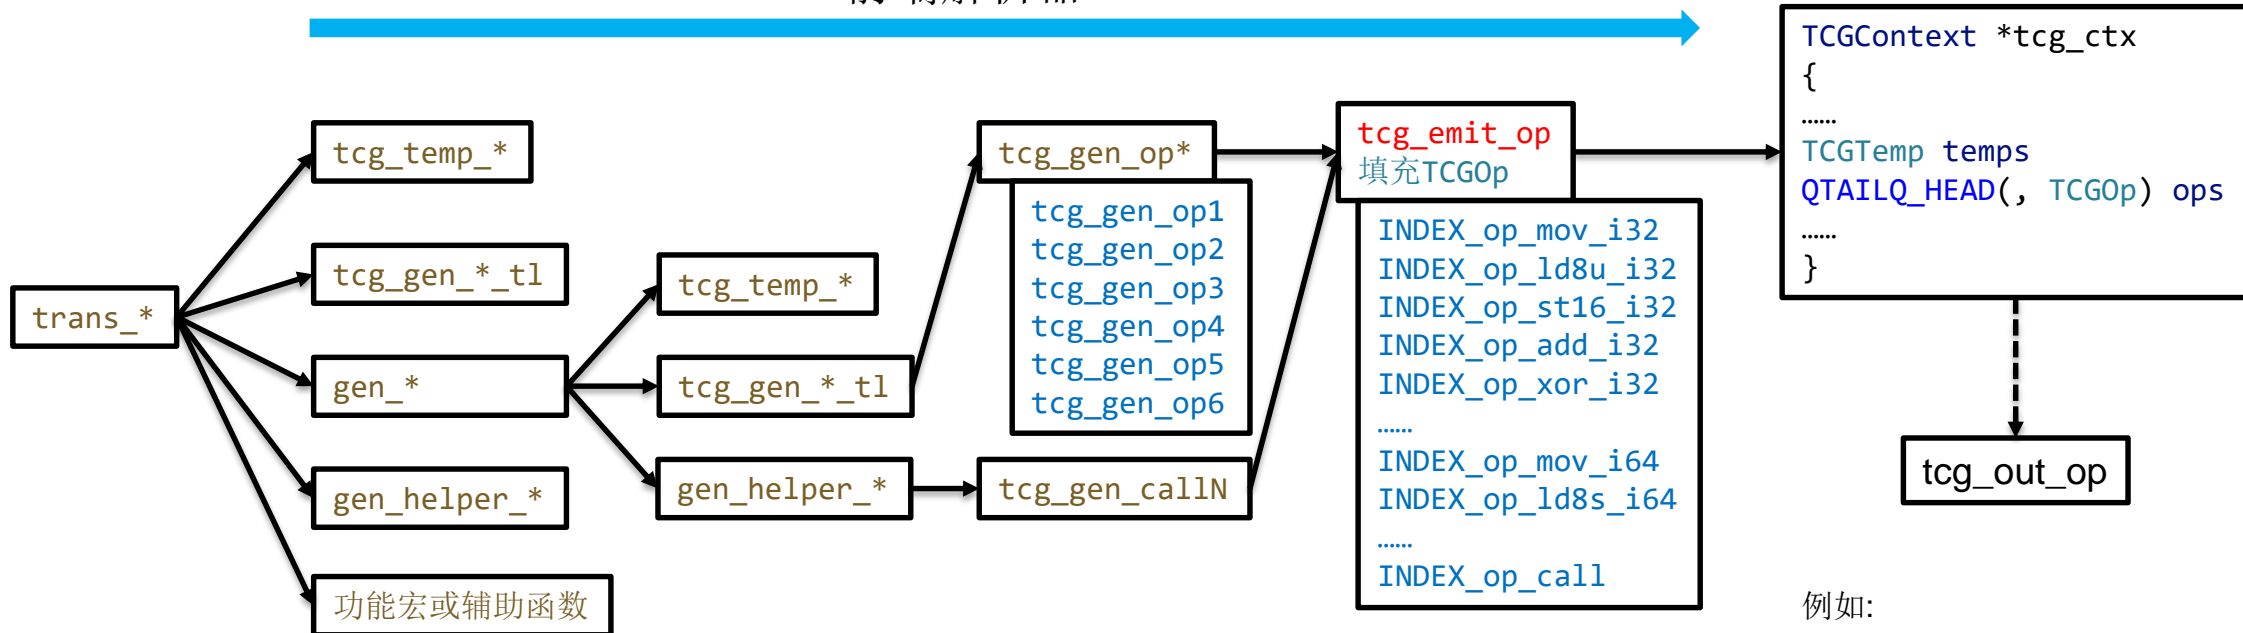 TCGContext *tcg_ctx
{
……
TCGTemp temps
QTAILQ_HEAD(, TCGOp) ops
……
}
tcg_temp_*
tcg_gen_*_tl
trans_*
gen_*
gen_helper_*
功能宏或辅助函数
tcg_temp_*
tcg_gen_*_tl
gen_helper_*
tcg_gen_op*
tcg_gen_op1
tcg_gen_op2
tcg_gen_op3
tcg_gen_op4
tcg_gen_op5
tcg_gen_op6
tcg_gen_callN
tcg_emit_op
填充TCGOp
INDEX_op_mov_i32
INDEX_op_ld8u_i32
INDEX_op_st16_i32
INDEX_op_add_i32
INDEX_op_xor_i32
……
INDEX_op_mov_i64
INDEX_op_ld8s_i64
……
INDEX_op_call
tcg_out_op
例如: